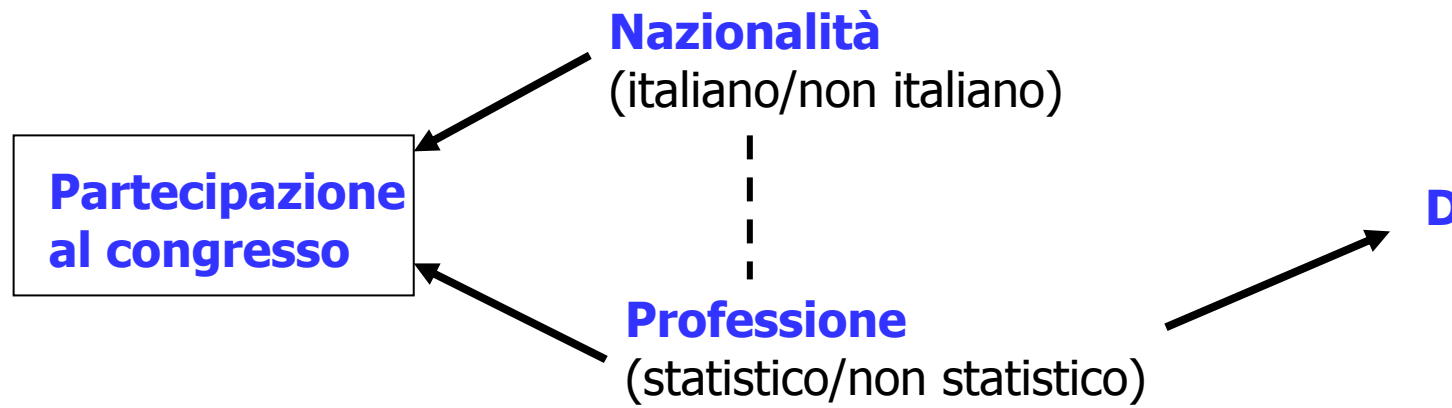 Nazionalità
(italiano/non italiano)
Partecipazione
al congresso
Professione
(statistico/non statistico)